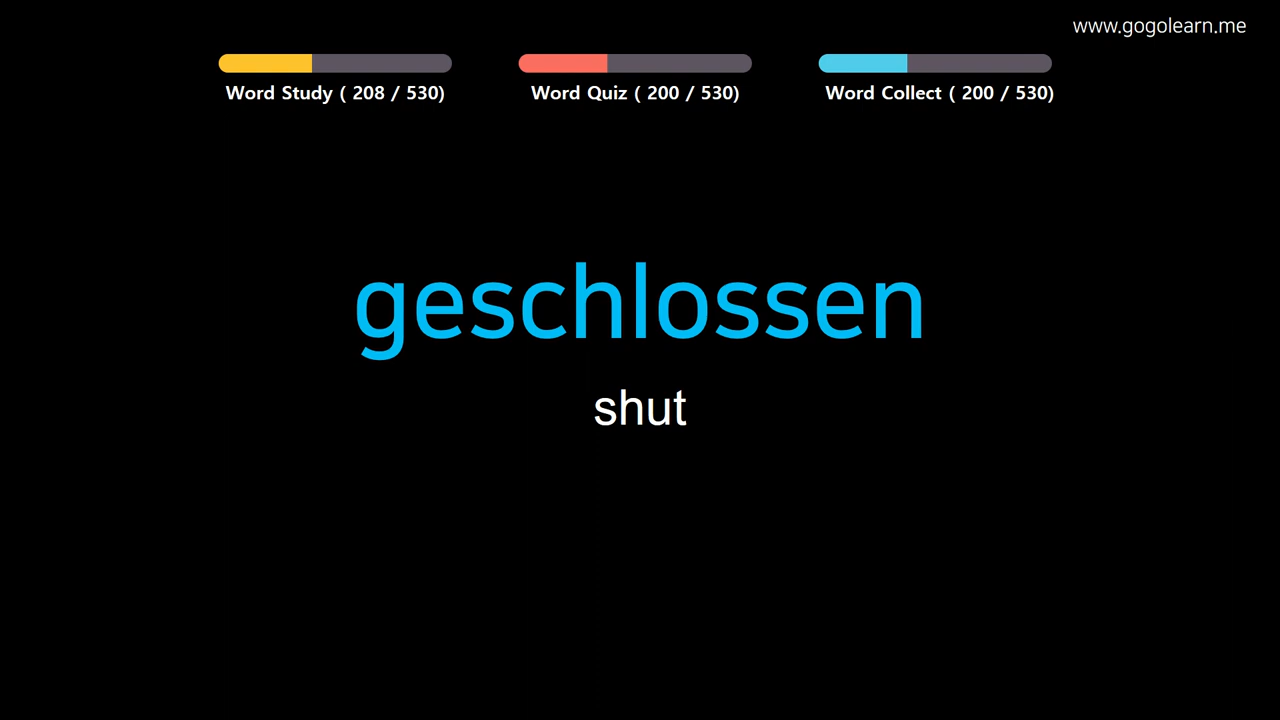 www.gogolearn.me
Word Study ( 208 / 530)
Word Quiz ( 200 / 530)
Word Collect ( 200 / 530)
geschlossen
shut